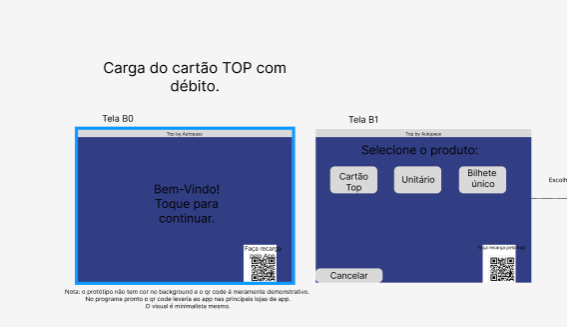 Carga do cartão TOP com
débito.
Tela B0
Top by Autopass
Bem-Vindo!
Toque para
continuar.
Faça recarga
pelo App
Nota: o protótipo não tem cor no background e o qr code é meramente demonstrativo.
No programa pronto o qr code levaria ao app nas principais lojas de app.
O visual é minimalista mesmo.
Tela B1
Top by Autopass
Selecione o produto:
Cartão
Top
Unitário
Bilhete
único
Faça recarga pelo App
Cancelar
Escolh